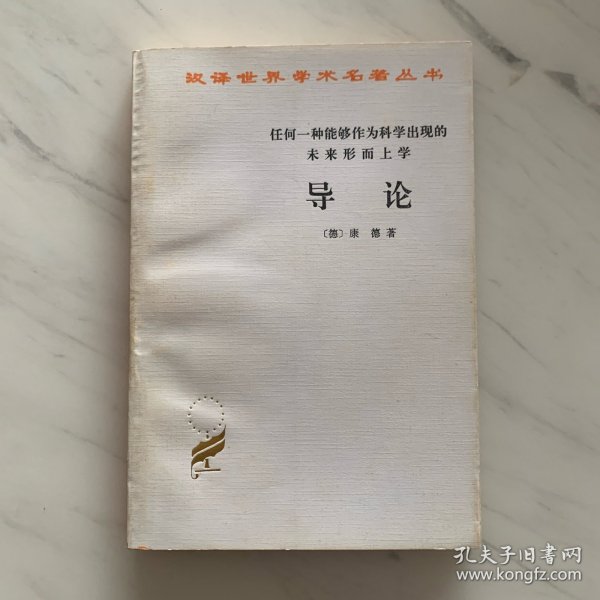 汉译世界学术名著丛书
任何一种能够作为科学出现的
未来形而上学
导 论
〔德〕康 德 著
孔夫子旧书网
www.kongfz.com